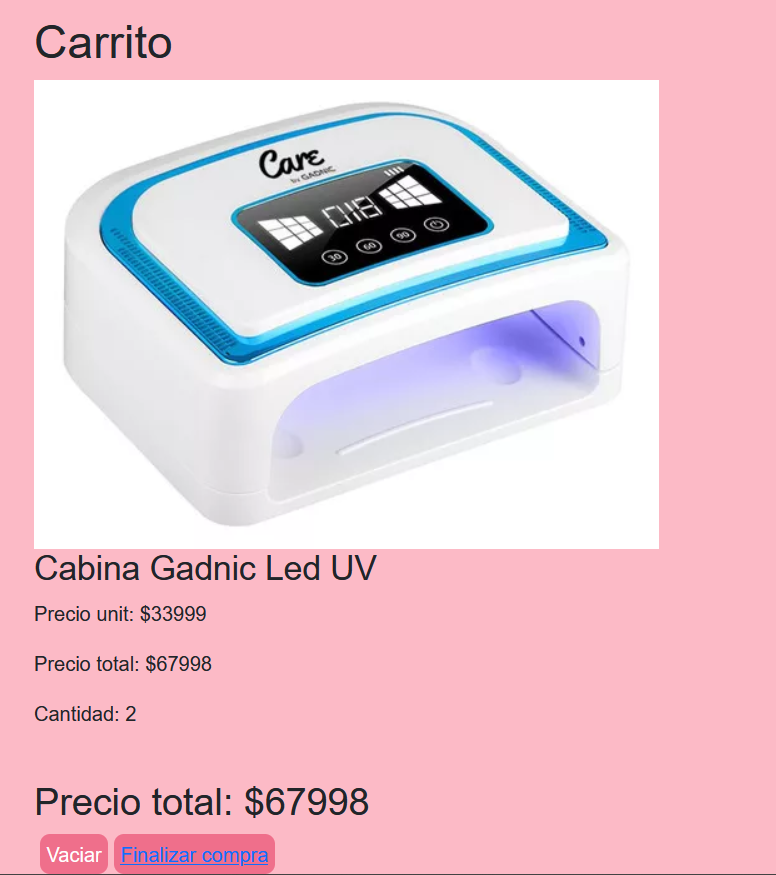 Carrito
Care
by GADNIC
018
30 60 90
Cabina Gadnic Led UV
Precio unit: $33999
Precio total: $67998
Cantidad: 2
Precio total: $67998
Vaciar Finalizar compra